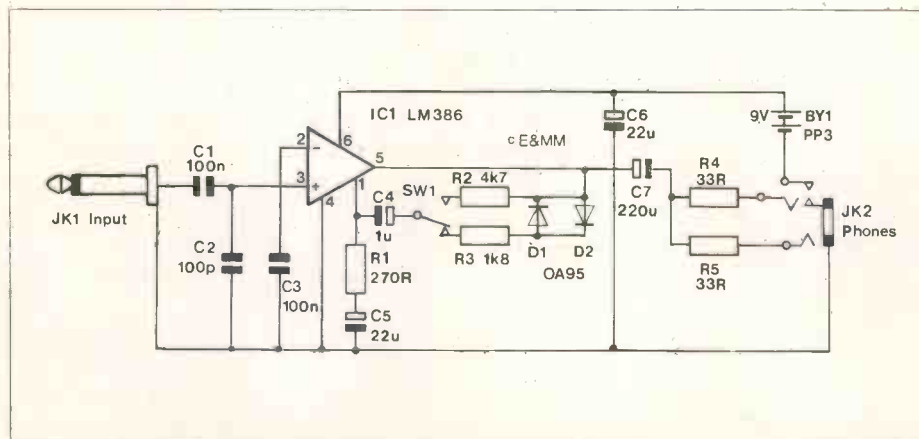 IC1 LM386
C6
22u
9V
BY1
PP3
c E&MM
JK1 Input
C1
100n
C2
100p
C3
100n
2
-
3
+
6
5
1
4
R1
270R
C5
22u
C4
1u
SW1
R2 4k7
R3 1k8
D1
D2
OA95
C7
220u
R4
33R
R5
33R
JK2
Phones